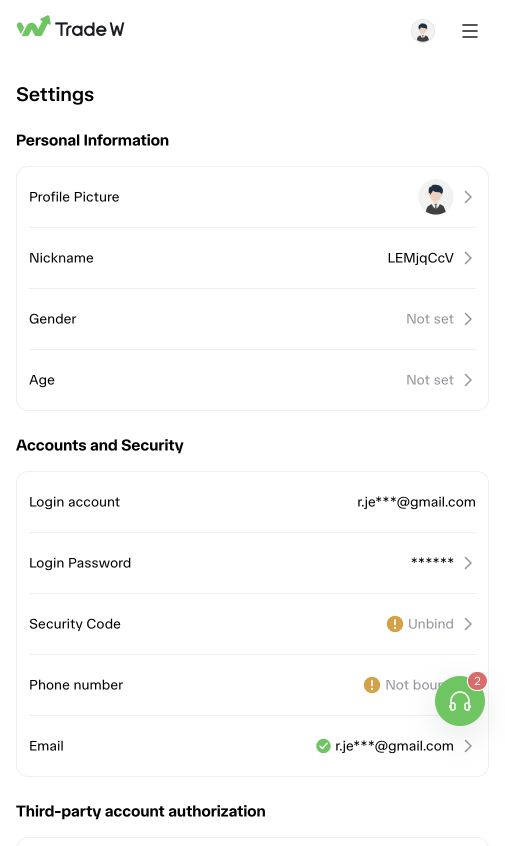 Trade W
Settings
Personal Information
Profile Picture
Nickname LEMjqCcV
Gender Not set
Age Not set
Accounts and Security
Login account r.je***@gmail.com
Login Password ******
Security Code Unbind
Phone number Not
2
Email r.je***@gmail.com
Third-party account authorization